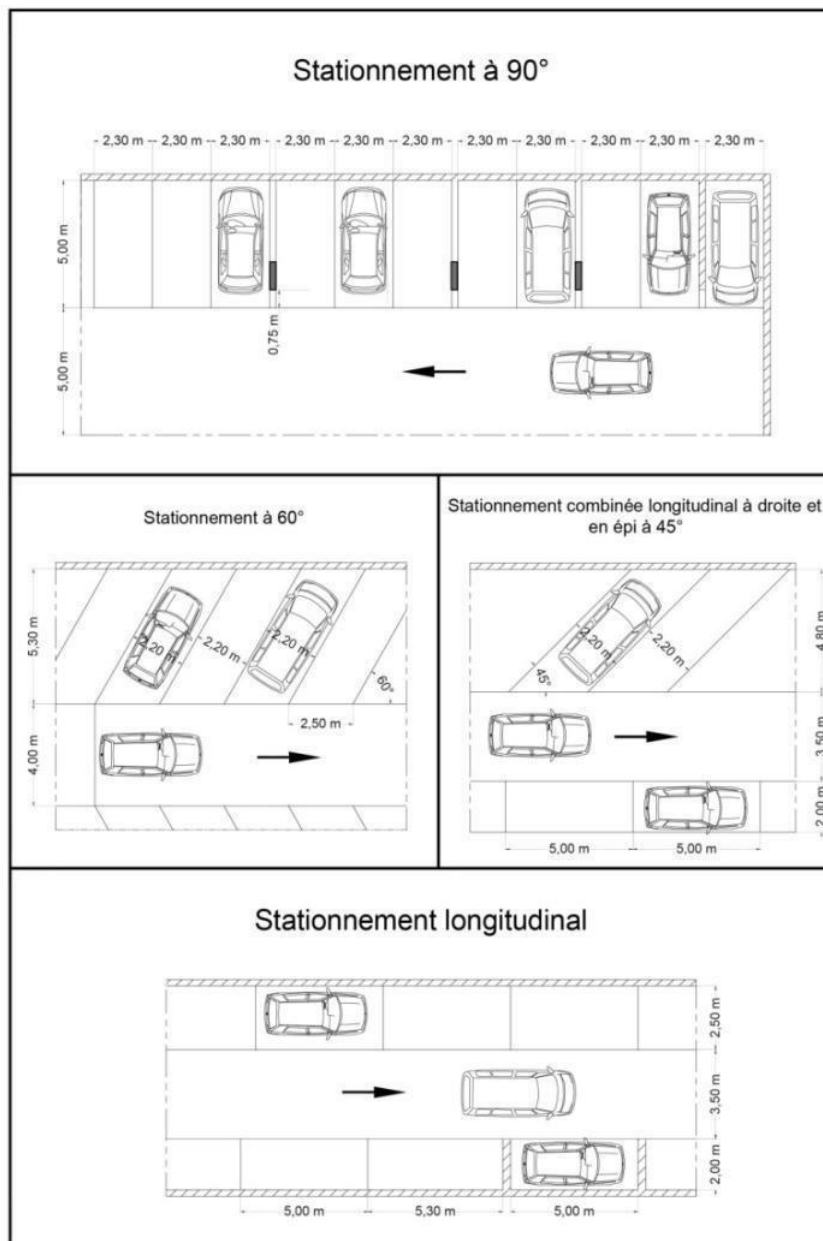 Stationnement à 90°
2,30 m 2,30 m 2,30 m 2,30 m 2,30 m 2,30 m 2,30 m 2,30 m 2,30 m 2,30 m 2,30 m
5,00 m
0,75 m
5,00 m
Stationnement à 60°
5,30 m
2,20 m
2,20 m
2,20 m
60°
2,50 m
4,00 m
Stationnement combinée longitudinal à droite et
en épi à 45°
2,20 m
2,20 m
45°
4,80 m
3,50 m
2,00 m
5,00 m 5,00 m
Stationnement longitudinal
2,50 m
3,50 m
2,00 m
5,00 m 5,30 m 5,00 m